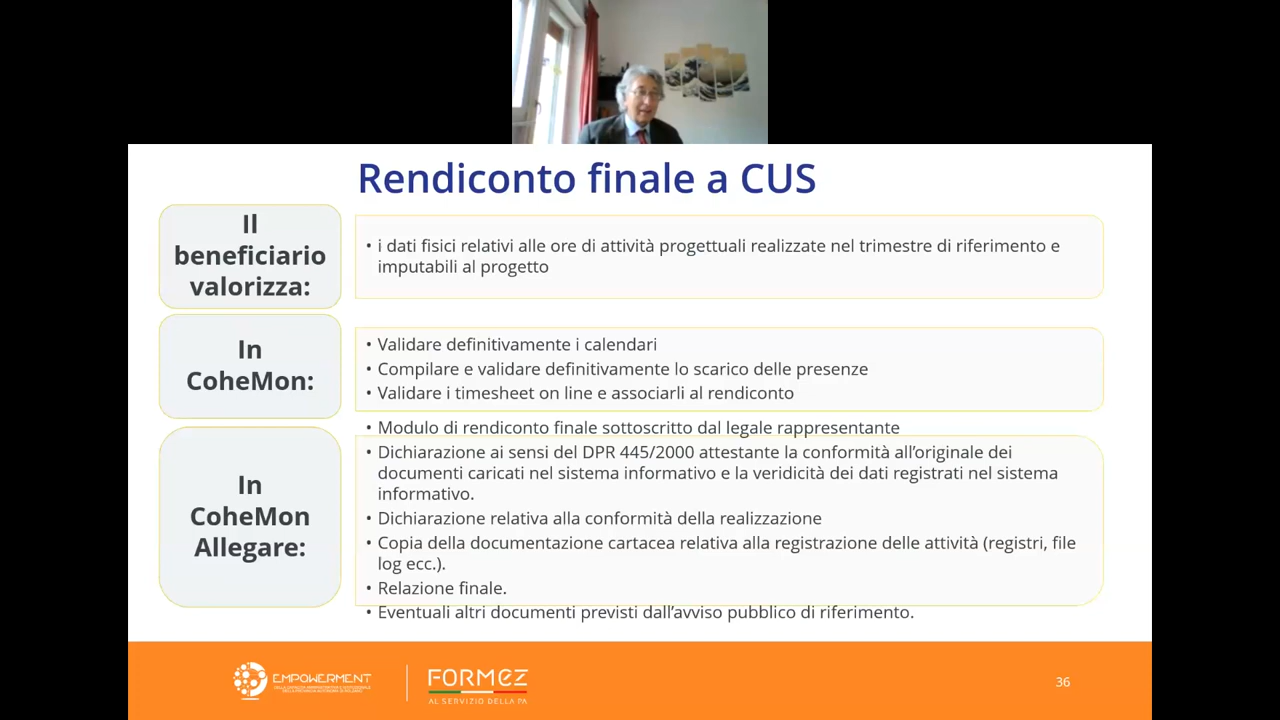 Rendiconto finale a CUS
Il
beneficiario
valorizza:
• i dati fisici relativi alle ore di attività progettuali realizzate nel trimestre di riferimento e
imputabili al progetto
In
CoheMon:
• Validare definitivamente i calendari
• Compilare e validare definitivamente lo scarico delle presenze
• Validare i timesheet on line e associarli al rendiconto
In
CoheMon
Allegare:
• Modulo di rendiconto finale sottoscritto dal legale rappresentante
• Dichiarazione ai sensi del DPR 445/2000 attestante la conformità all’originale dei
documenti caricati nel sistema informativo e la veridicità dei dati registrati nel sistema
informativo.
• Dichiarazione relativa alla conformità della realizzazione
• Copia della documentazione cartacea relativa alla registrazione delle attività (registri, file
log ecc.).
• Relazione finale.
• Eventuali altri documenti previsti dall’avviso pubblico di riferimento.
EMPOWERMENT
FORMEZ
AL SERVIZIO DELLA PA
36